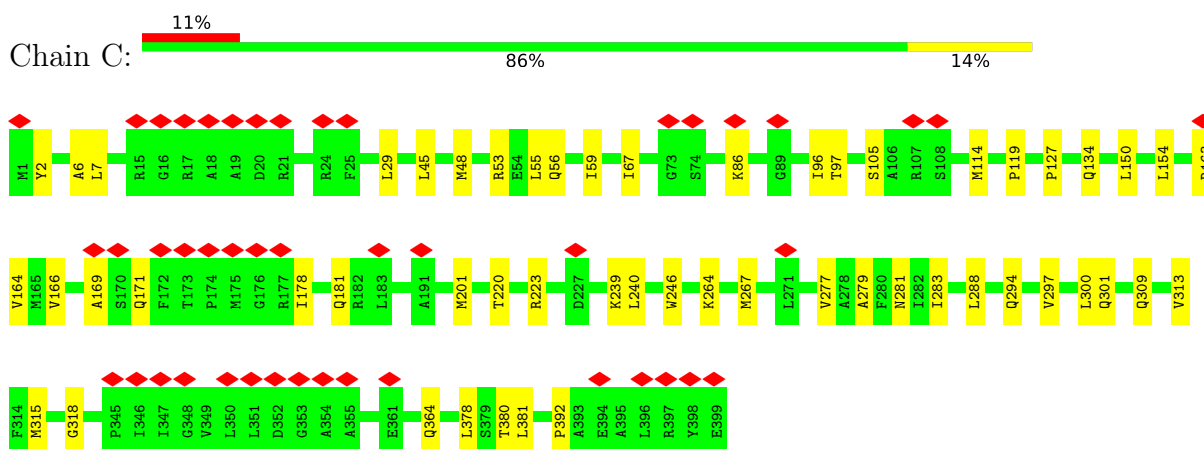 11%
Chain C:
86% 14%
M1 Y2 A6 L7 R15 G16 R17 A18 A19 D20 R21 R24 F25 L29 L45 M48 R53 E54 L55 Q56 I59 I67 G73 S74 K86 G89 I96 T97 S105 A106 R107 S108 M114 P119 P127 Q134 L150 L154
V164 M165 V166 A169 S170 Q171 F172 T173 P174 M175 G176 R177 I178 Q181 R182 L183 A191 M201 T220 R223 D227 K239 L240 W246 K264 M267 L271 V277 A278 A279 F280 N281 I282 I283 L288 Q294 V297 L300 Q301 Q309 V313
F314 M315 G318 P345 I346 I347 G348 V349 L350 L351 D352 G353 A354 A355 E361 Q364 L378 S379 T380 L381 P392 A393 E394 A395 L396 R397 Y398 E399